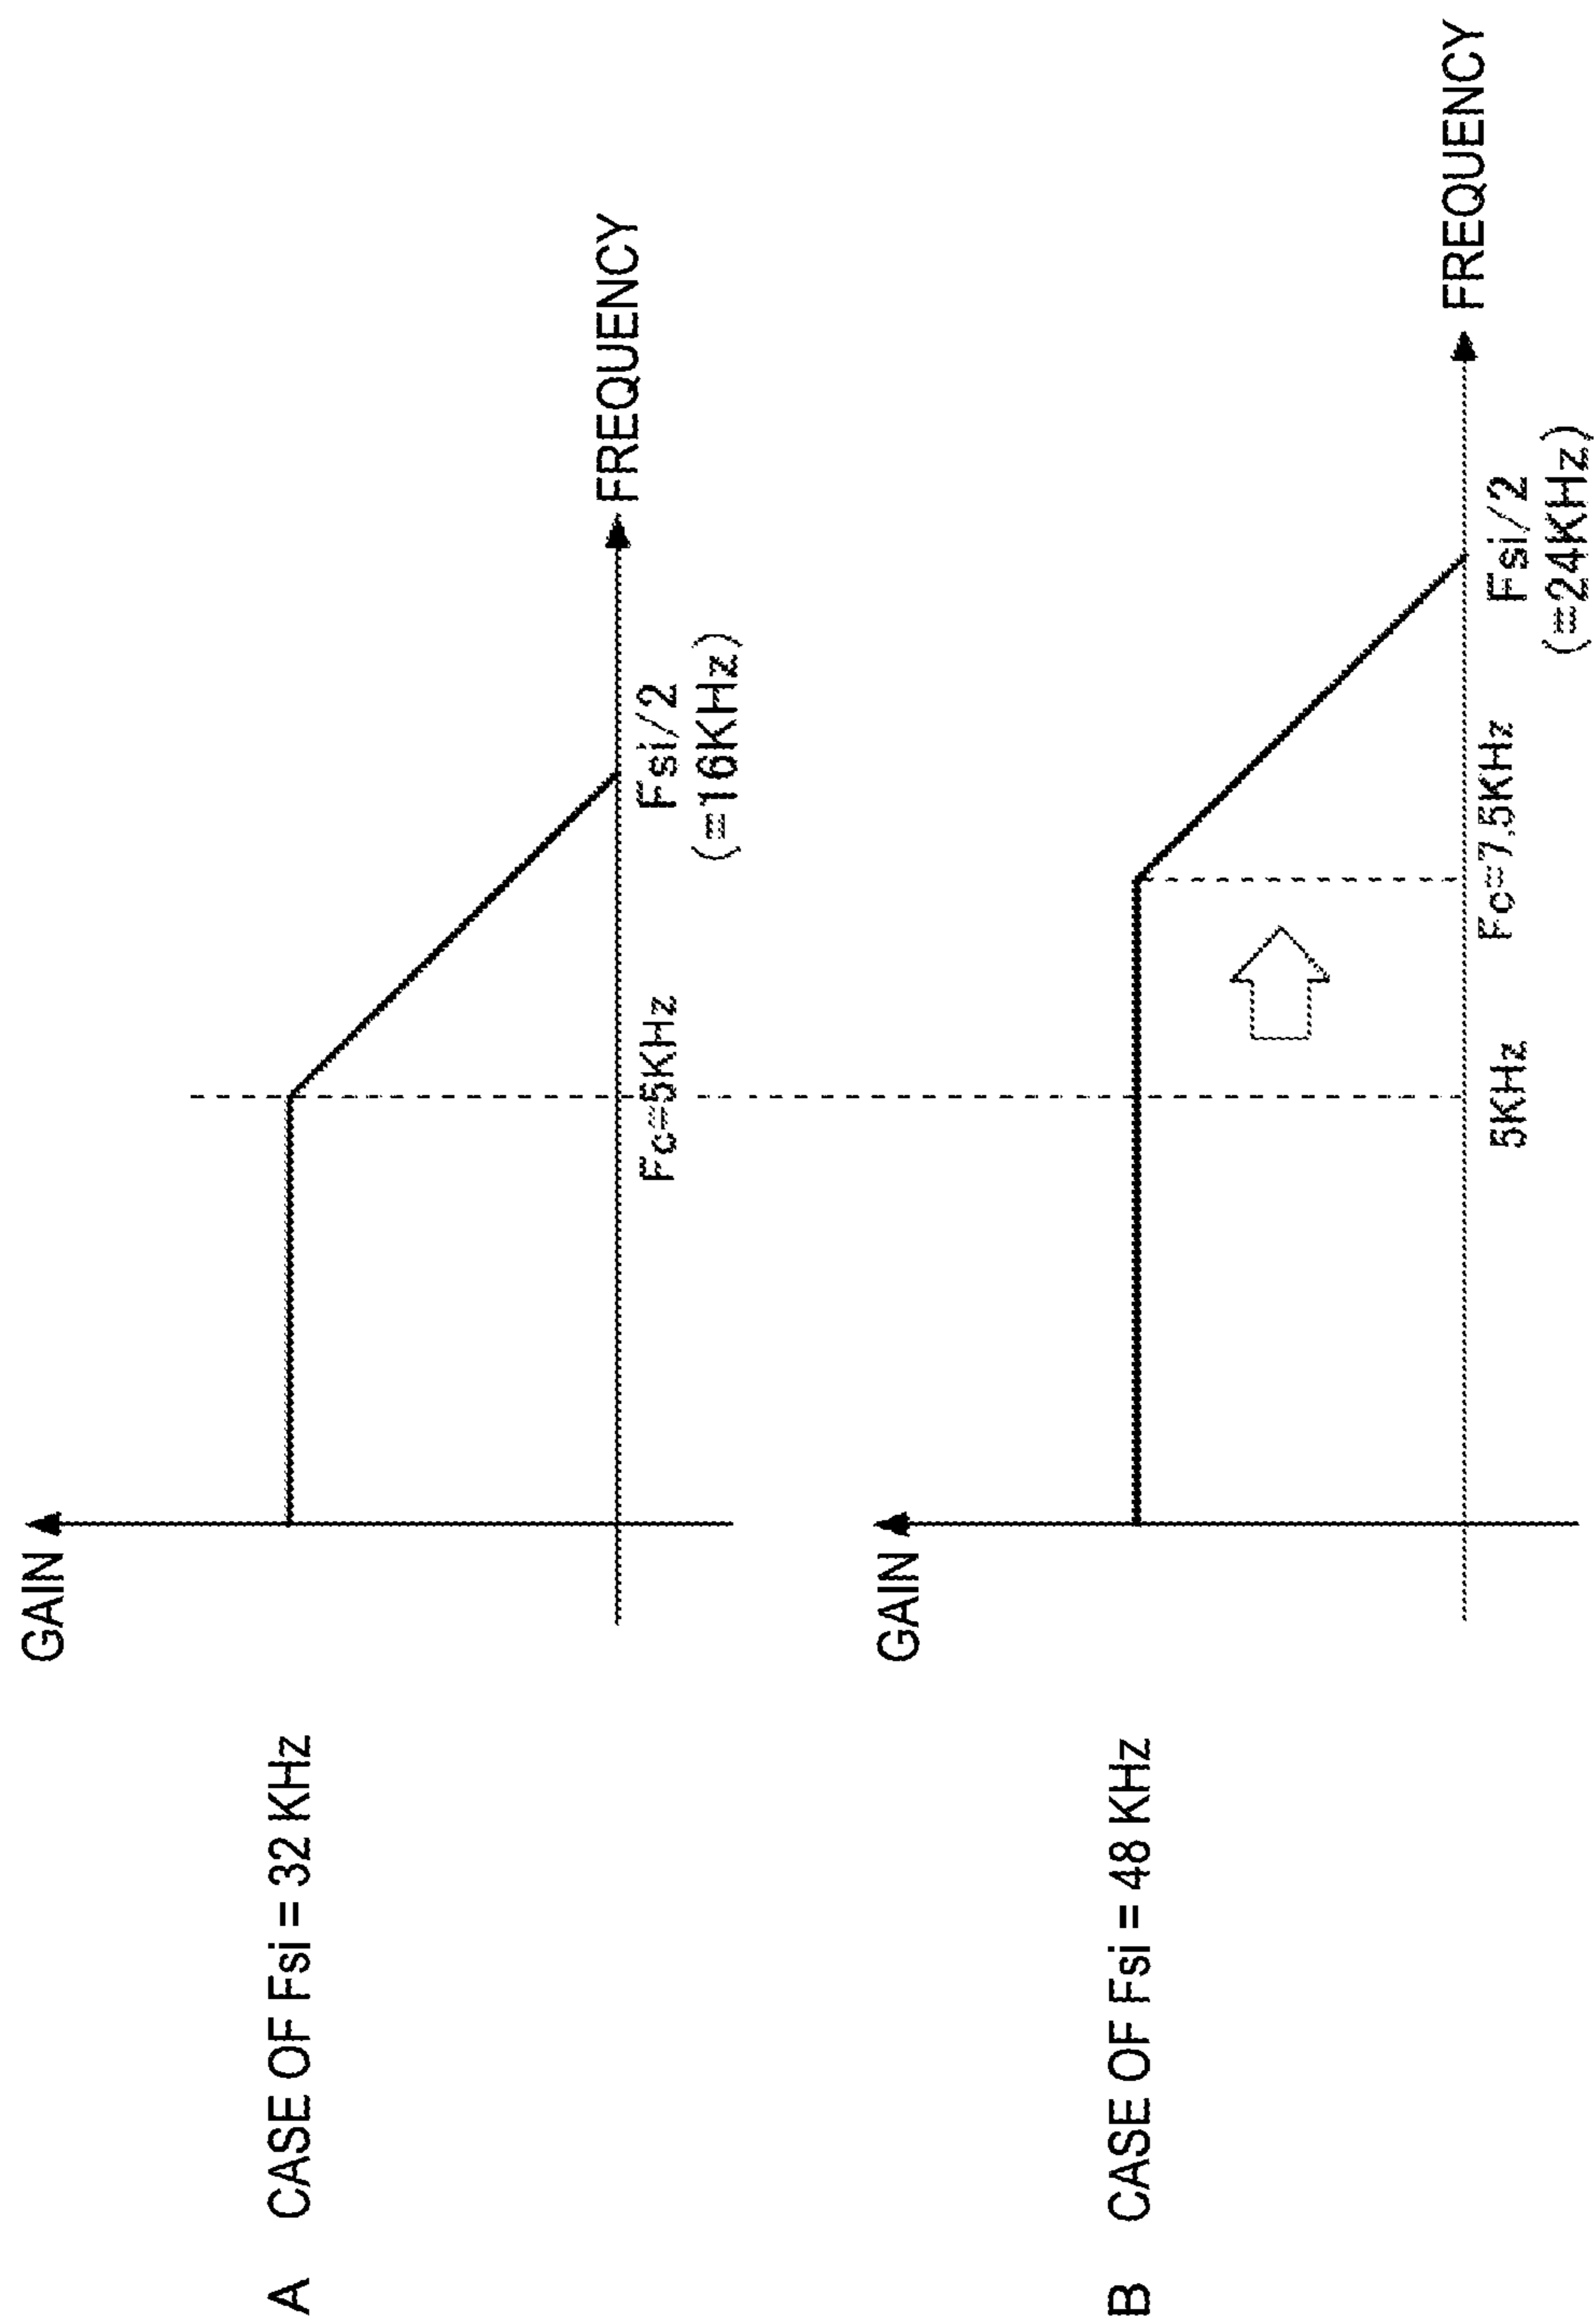 A CASE OF Fsi = 32 KHz
GAIN
FREQUENCY
Fc=5KHz
Fsi/2
(=16KHz)
B CASE OF Fsi = 48 KHz
GAIN
FREQUENCY
5KHz
Fc=7.5KHz
Fsi/2
(=24KHz)